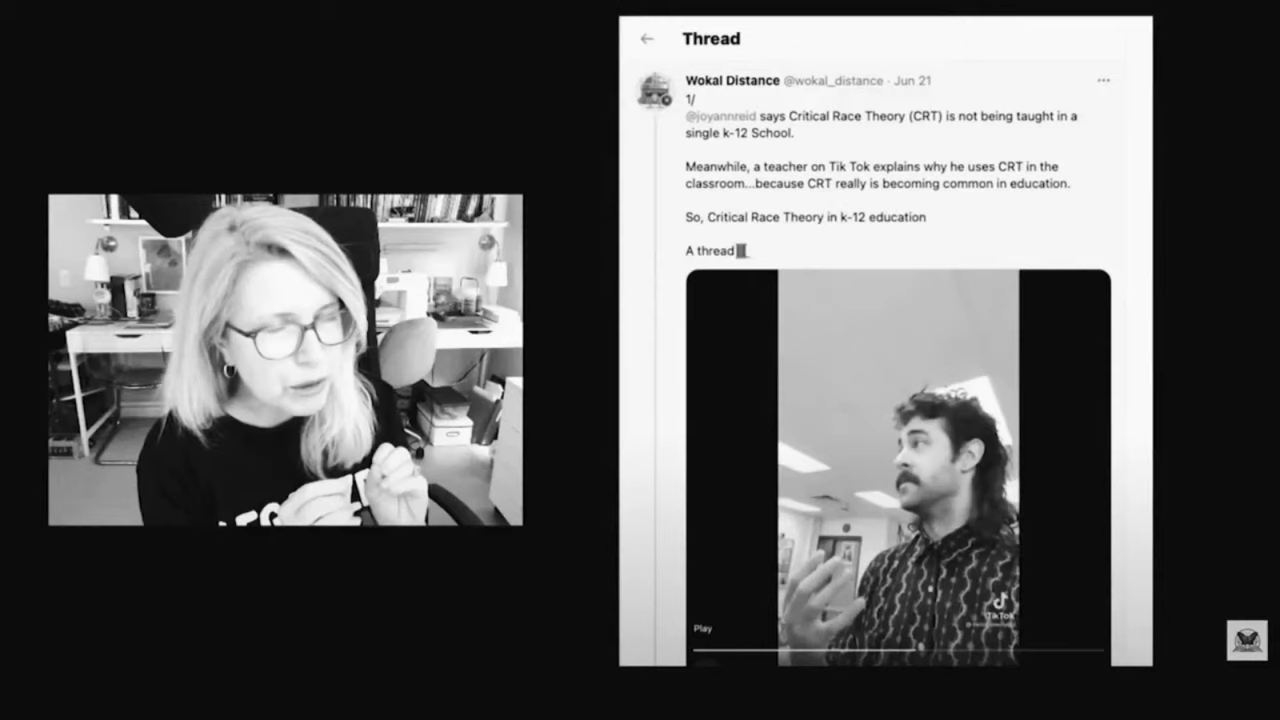 Thread
Wokal Distance @wokal_distance · Jun 21
1/
@joyannreid says Critical Race Theory (CRT) is not being taught in a
single k-12 School.
Meanwhile, a teacher on Tik Tok explains why he uses CRT in the
classroom...because CRT really is becoming common in education.
So, Critical Race Theory in k-12 education
A thread
TikTok
Play